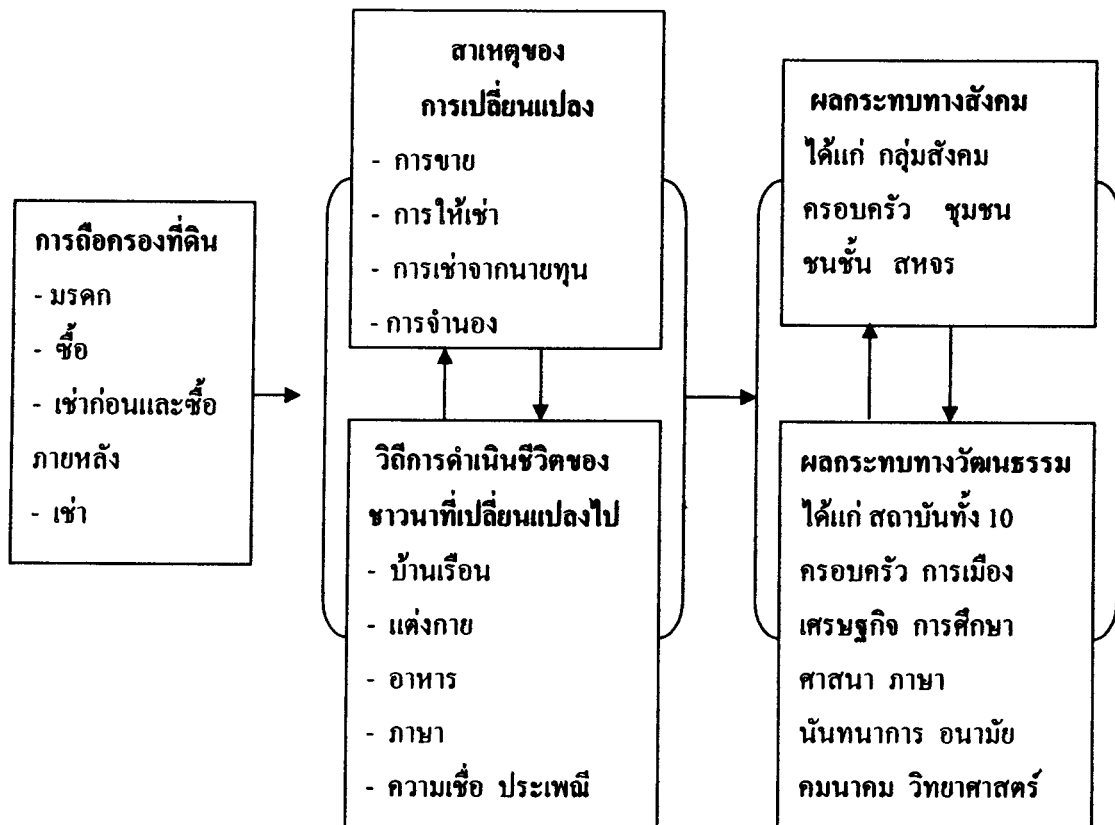 การถือครองที่ดิน
- มรดก
- ซื้อ
- เช่าก่อนและซื้อ
ภายหลัง
- เช่า
สาเหตุของ
การเปลี่ยนแปลง
- การขาย
- การให้เช่า
- การเช่าจากนายทุน
- การจำนอง
วิถีการดำเนินชีวิตของ
ชาวนาที่เปลี่ยนแปลงไป
- บ้านเรือน
- แต่งกาย
- อาหาร
- ภาษา
- ความเชื่อ ประเพณี
ผลกระทบทางสังคม
ได้แก่ กลุ่มสังคม
ครอบครัว ชุมชน
ชนชั้น สหจร
ผลกระทบทางวัฒนธรรม
ได้แก่ สถาบันทั้ง 10
ครอบครัว การเมือง
เศรษฐกิจ การศึกษา
ศาสนา ภาษา
นันทนาการ อนามัย
คมนาคม วิทยาศาสตร์